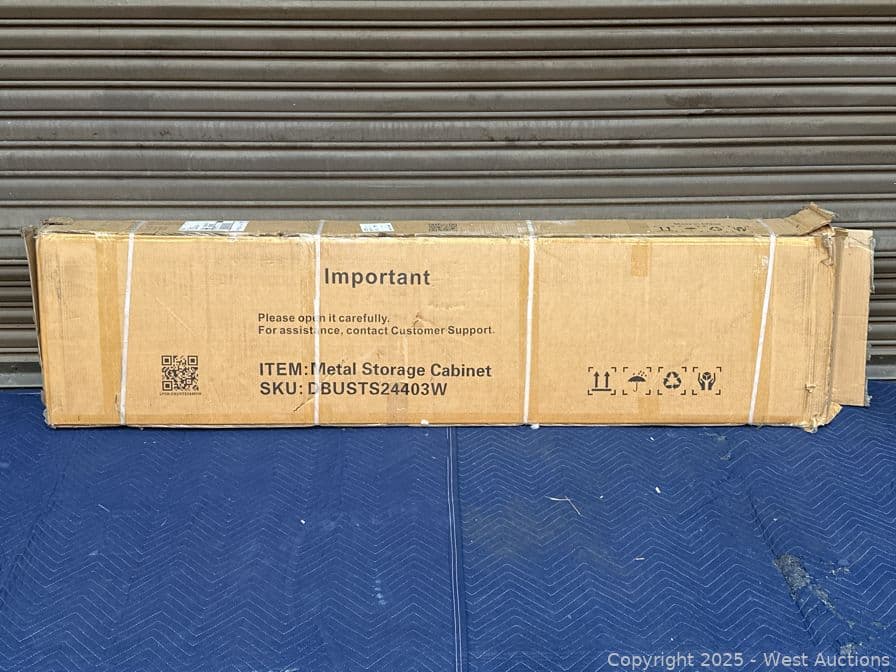 Important
Please open it carefully.
For assistance, contact Customer Support.
ITEM:Metal Storage Cabinet
SKU: DBUSTS24403W
Copyright 2025 - West Auctions